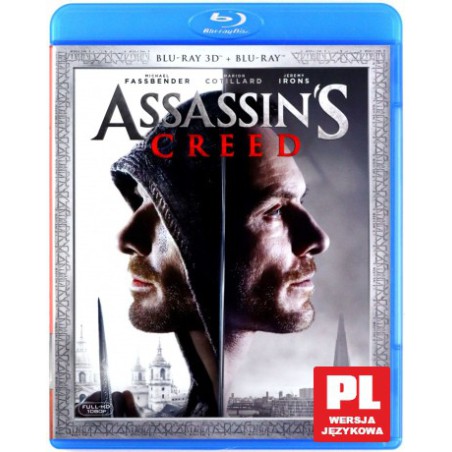 Blu-ray Disc
BLU-RAY 3D + BLU-RAY
MICHAEL FASSBENDER
MARION COTILLARD
JEREMY IRONS
ASSASSIN'S
CREED
FULL-HD
1080P
PL
WERSJA
JĘZYKOWA